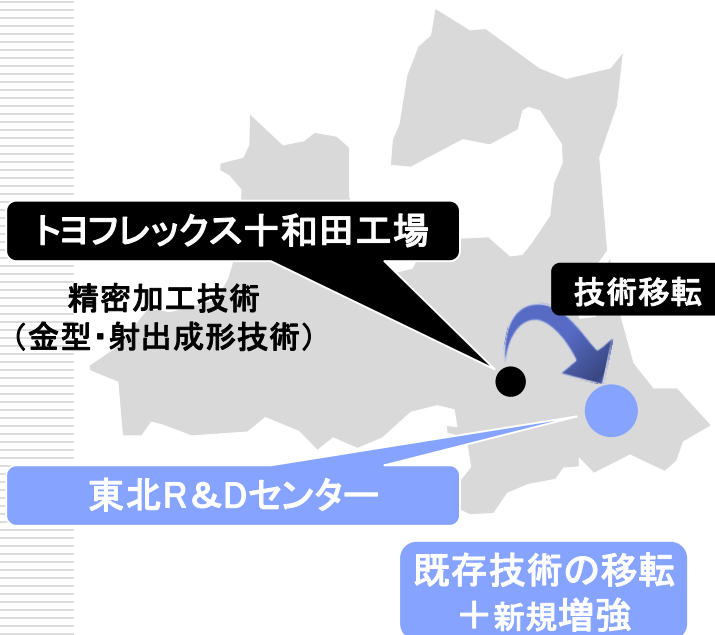 トヨフレックス十和田工場
技術移転
精密加工技術
（金型・射出成形技術）
東北R&Dセンター
既存技術の移転
＋新規増強